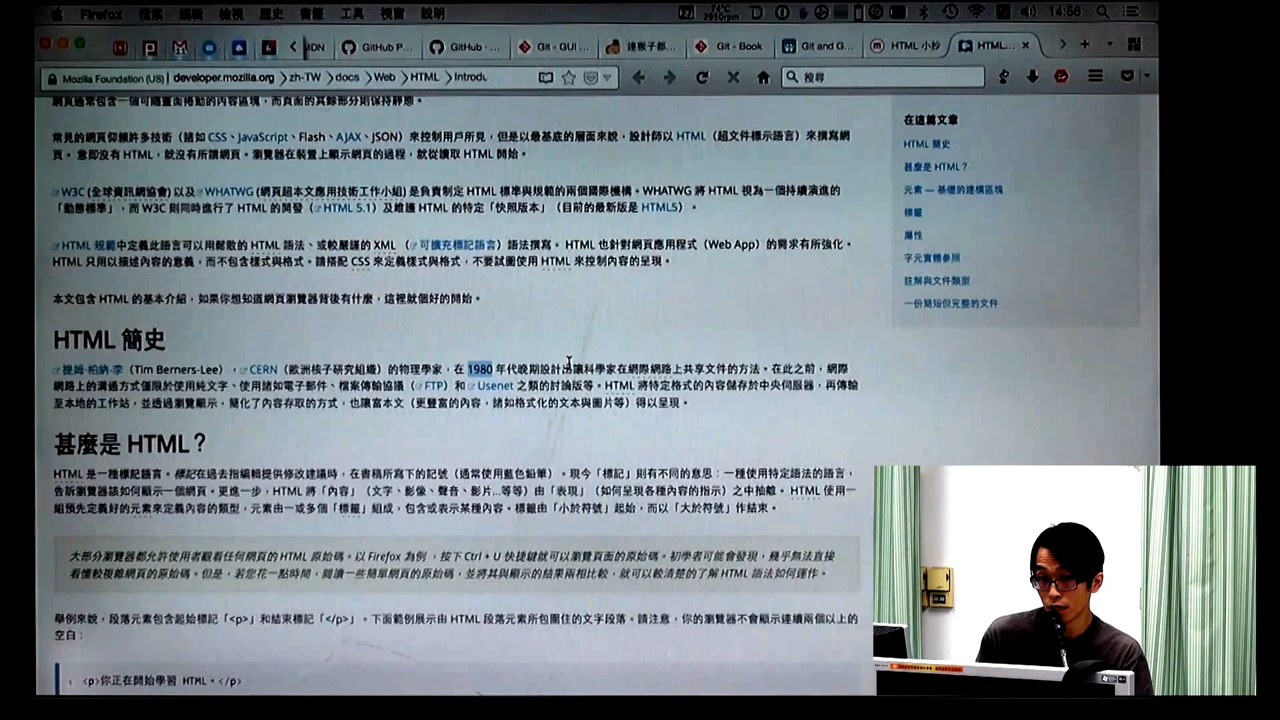 Firefox 檔案 編輯 檢視 歷史 書籤 工具 視窗 說明
74°C 2990rpm 14:56
MDN GitHub P... GitHub - ... Git - GUI ... 連猴子都... Git - Book Git and G... HTML 小抄 HTML...
Mozilla Foundation (US) developer.mozilla.org zh-TW docs Web HTML Introdu 搜尋
網頁通常包含一個可隨畫面捲動的內容區塊，而頁面的其餘部分則保持靜態。
常見的網頁仰賴許多技術（諸如 CSS、JavaScript、Flash、AJAX、JSON）來控制用戶所見，但是以最基底的層面來說，設計師以 HTML（超文件標示語言）來撰寫網
頁。意即沒有 HTML，就沒有所謂網頁。瀏覽器在裝置上顯示網頁的過程，就從讀取 HTML 開始。
W3C (全球資訊網協會) 以及 WHATWG (網頁超本文應用技術工作小組) 是負責制定 HTML 標準與規範的兩個國際機構。WHATWG 將 HTML 視為一個持續演進的
「動態標準」，而 W3C 則同時進行了 HTML 的開發（HTML 5.1）及維護 HTML 的特定「快照版本」（目前的最新版是 HTML5）。
HTML 規範中定義此語言可以用鬆散的 HTML 語法、或較嚴謹的 XML （可擴充標記語言）語法撰寫。 HTML 也針對網頁應用程式（Web App）的需求有所強化。
HTML 只用以描述內容的意義，而不包含樣式與格式。請搭配 CSS 來定義樣式與格式，不要試圖使用 HTML 來控制內容的呈現。
本文包含 HTML 的基本介紹，如果你想知道網頁瀏覽器背後有什麼，這裡就個好的開始。
HTML 簡史
提姆·柏納-李（Tim Berners-Lee），CERN（歐洲核子研究組織）的物理學家，在 1980 年代晚期設計出讓科學家在網際網路上共享文件的方法。在此之前，網際
網路上的溝通方式僅限於使用純文字、使用諸如電子郵件、檔案傳輸協議（FTP）和 Usenet 之類的討論版等。HTML 將特定格式的內容儲存於中央伺服器，再傳輸
至本地的工作站，並透過瀏覽顯示，簡化了內容存取的方式，也讓富本文（更豐富的內容，諸如格式化的文本與圖片等）得以呈現。
甚麼是 HTML？
HTML 是一種標記語言。標記在過去指編輯提供修改建議時，在書稿所寫下的記號（通常使用藍色鉛筆）。現今「標記」則有不同的意思：一種使用特定語法的語言，
告訴瀏覽器該如何顯示一個網頁。更進一步，HTML 將「內容」（文字、影像、聲音、影片...等等）由「表現」（如何呈現各種內容的指示）之中抽離。 HTML 使用一
組預先定義好的元素來定義內容的類型，元素由一或多個「標籤」組成，包含或表示某種內容。標籤由「小於符號」起始，而以「大於符號」作結束。
大部分瀏覽器都允許使用者觀看任何網頁的 HTML 原始碼。以 Firefox 為例，按下 Ctrl + U 快捷鍵就可以瀏覽頁面的原始碼。初學者可能會發現，幾乎無法直接
看懂較複雜網頁的原始碼。但是，若您花一點時間，閱讀一些簡單網頁的原始碼，並將其與顯示的結果兩相比較，就可以較清楚的了解 HTML 語法如何運作。
舉例來說，段落元素包含起始標記「<p>」和結束標記「</p>」。下面範例展示由 HTML 段落元素所包圍住的文字段落。請注意，你的瀏覽器不會顯示連續兩個以上的
空白：
1 <p>你正在開始學習 HTML。</p>
在這篇文章
HTML 簡史
甚麼是 HTML？
元素 — 基礎的建構區塊
標籤
屬性
字元實體參照
註解與文件類型
一份簡短但完整的文件